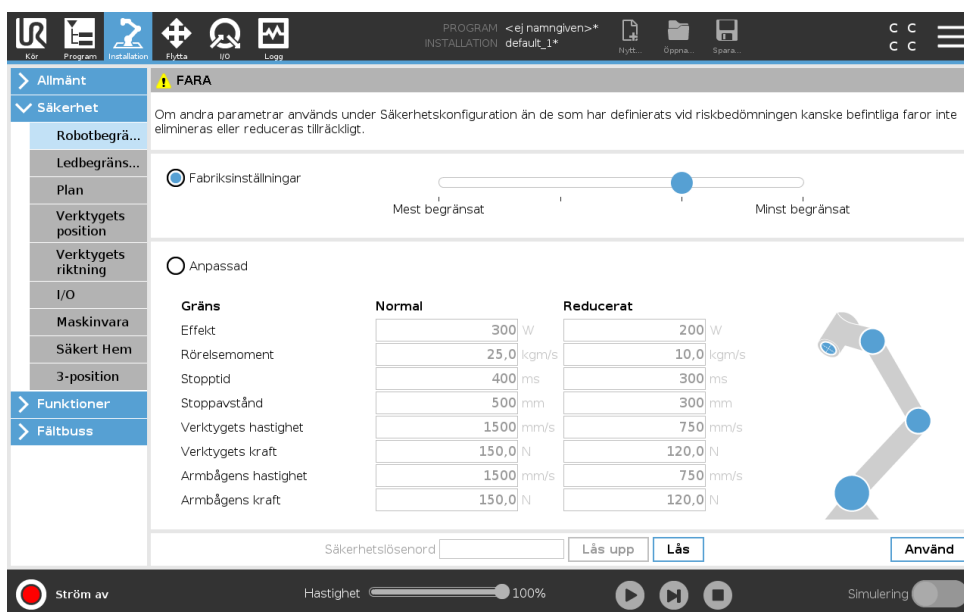 UR
PROGRAM <ej namngiven>*
INSTALLATION default_1*
Kör Program Installation Flytta I/O Logg Nytt... Öppna... Spara...
C C
C C
Allmänt
Säkerhet
Robotbegrä...
Ledbegräns...
Plan
Verktygets
position
Verktygets
riktning
I/O
Maskinvara
Säkert Hem
3-position
Funktioner
Fältbuss
FARA
Om andra parametrar används under Säkerhetskonfiguration än de som har definierats vid riskbedömningen kanske befintliga faror inte
elimineras eller reduceras tillräckligt.
Fabriksinställningar
Mest begränsat Minst begränsat
Anpassad
Gräns Normal Reducerat
Effekt 300 W 200 W
Rörelsemoment 25,0 kgm/s 10,0 kgm/s
Stopptid 400 ms 300 ms
Stoppavstånd 500 mm 300 mm
Verktygets hastighet 1500 mm/s 750 mm/s
Verktygets kraft 150,0 N 120,0 N
Armbågens hastighet 1500 mm/s 750 mm/s
Armbågens kraft 150,0 N 120,0 N
Säkerhetslösenord Lås upp Lås Använd
Ström av Hastighet 100% Simulering